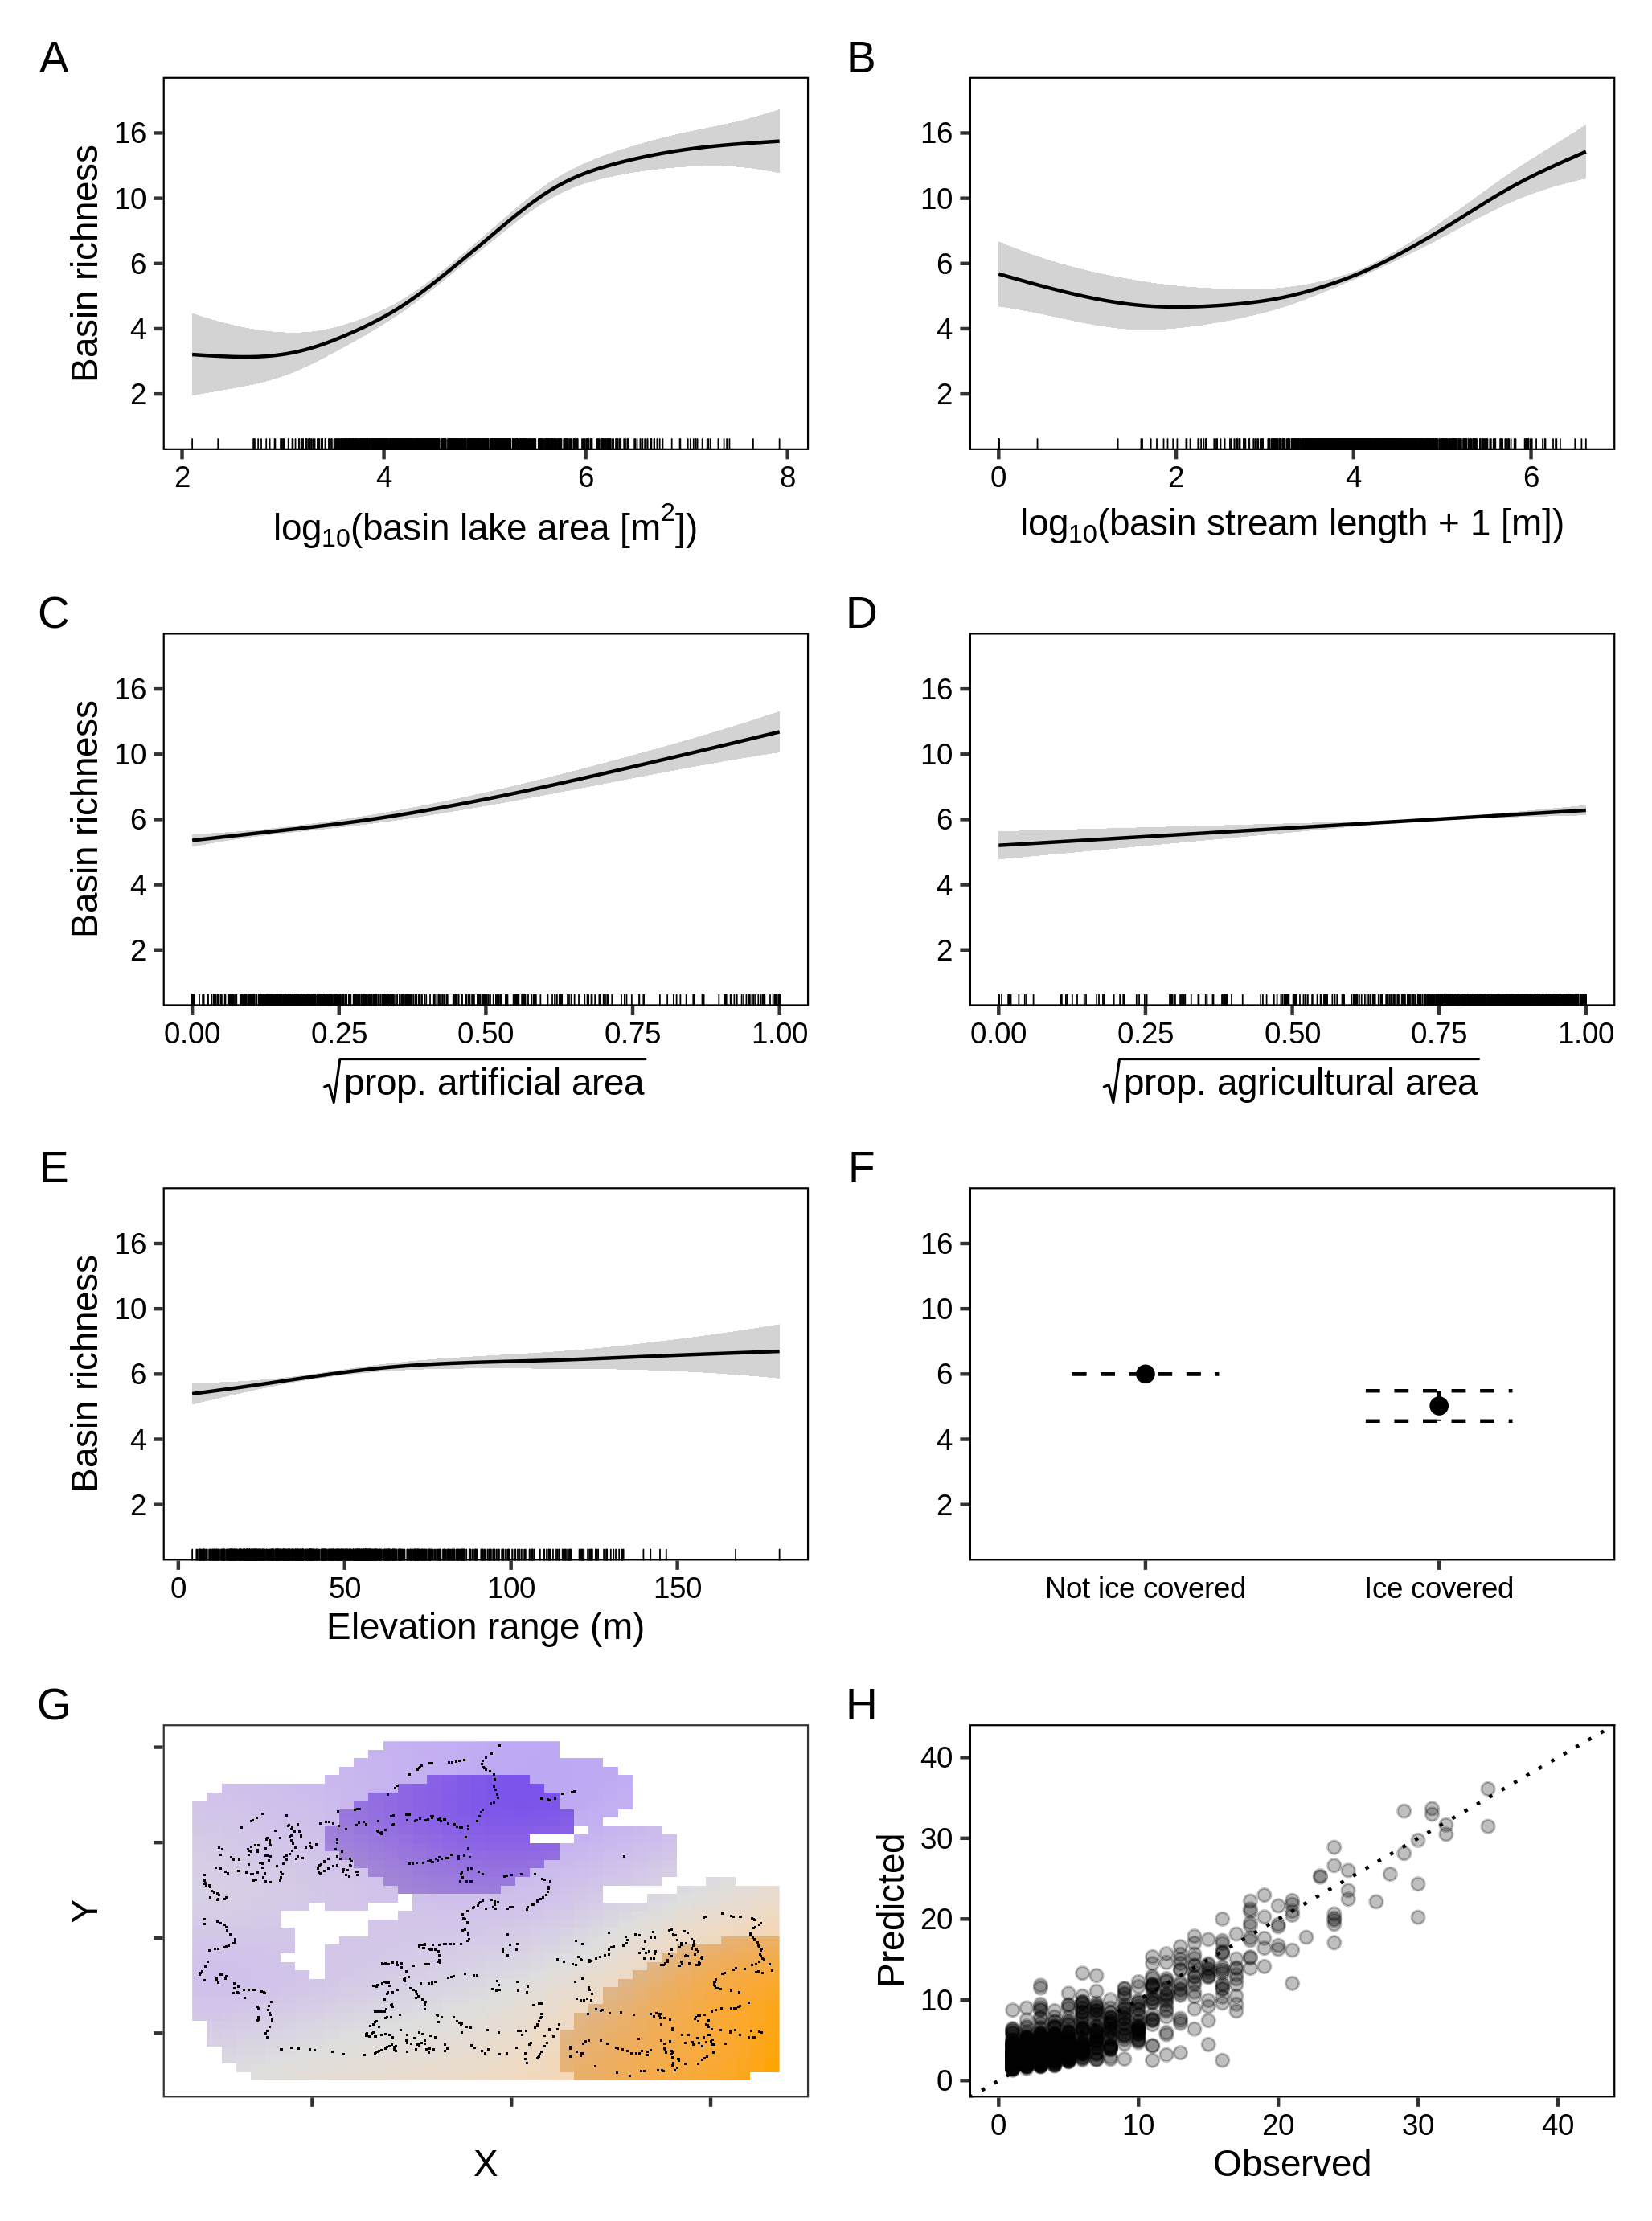 A
B
Basin richness
16
10
6
4
2
16
10
6
4
2
2 4 6 8
0 2 4 6
log10(basin lake area [m2])
log10(basin stream length + 1 [m])
C
D
Basin richness
16
10
6
4
2
16
10
6
4
2
0.00 0.25 0.50 0.75 1.00
0.00 0.25 0.50 0.75 1.00
√prop. artificial area
√prop. agricultural area
E
F
Basin richness
16
10
6
4
2
16
10
6
4
2
0 50 100 150
Not ice covered Ice covered
Elevation range (m)
G
H
Y
Predicted
40
30
20
10
0
0 10 20 30 40
X
Observed